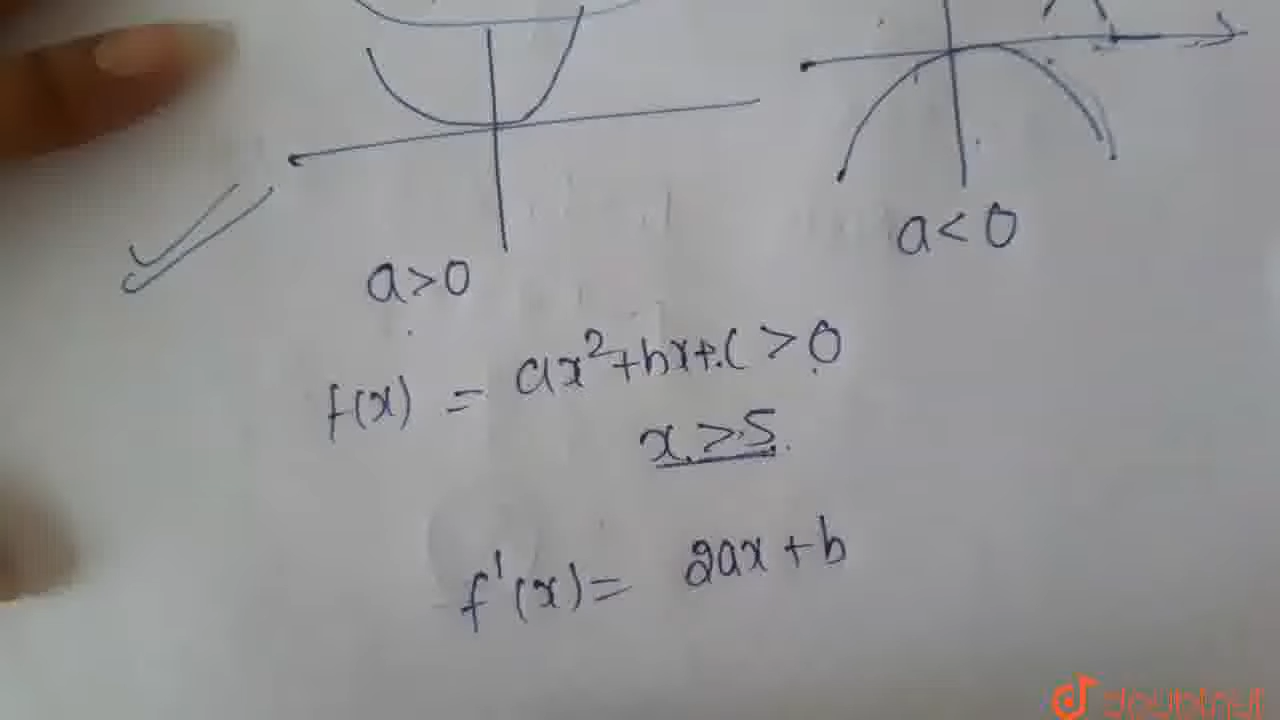 a>0
a<0
f(x) = ax²+bx+c >0
x>5
f'(x)= 2ax+b
doubtnut